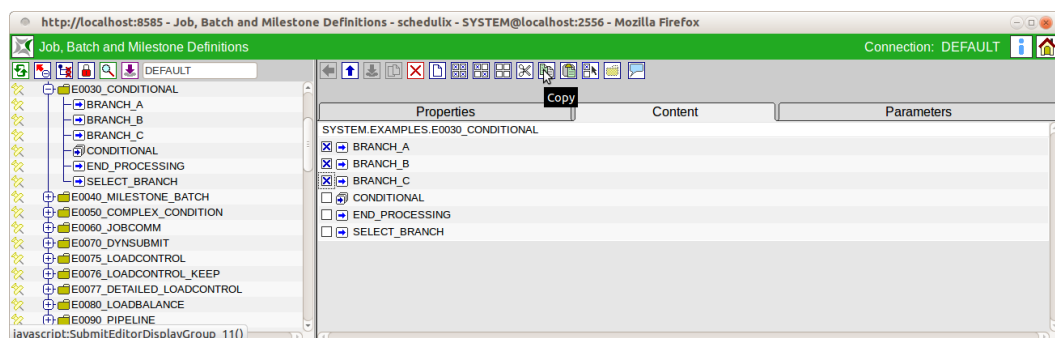 http://localhost:8585 - Job, Batch and Milestone Definitions - schedulix - SYSTEM@localhost:2556 - Mozilla Firefox
Job, Batch and Milestone Definitions
Connection: DEFAULT
DEFAULT
E0030_CONDITIONAL
BRANCH_A
BRANCH_B
BRANCH_C
CONDITIONAL
END_PROCESSING
SELECT_BRANCH
E0040_MILESTONE_BATCH
E0050_COMPLEX_CONDITION
E0060_JOBCOMM
E0070_DYNSUBMIT
E0075_LOADCONTROL
E0076_LOADCONTROL_KEEP
E0077_DETAILED_LOADCONTROL
E0080_LOADBALANCE
E0090_PIPELINE
javascript:SubmitEditorDisplayGroup_11()
Copy
Properties
Content
Parameters
SYSTEM.EXAMPLES.E0030_CONDITIONAL
BRANCH_A
BRANCH_B
BRANCH_C
CONDITIONAL
END_PROCESSING
SELECT_BRANCH